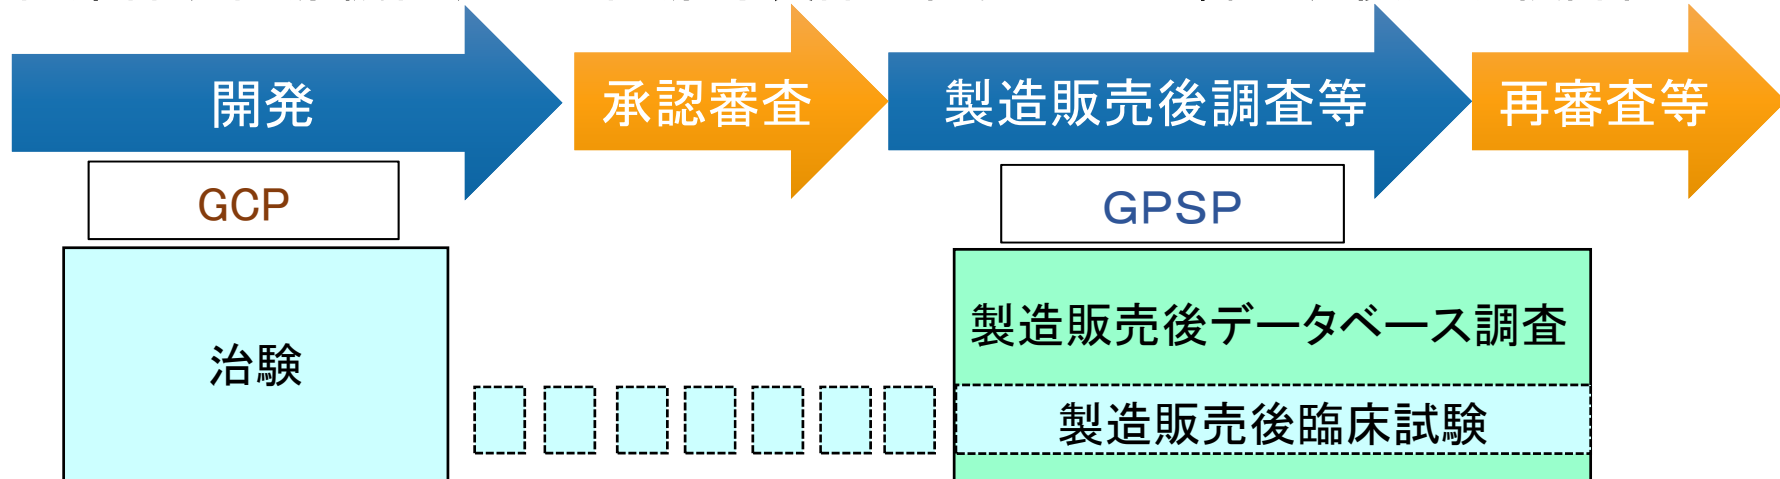 開発
承認審査
製造販売後調査等
再審査等
GCP
GPSP
治験
製造販売後データベース調査
製造販売後臨床試験